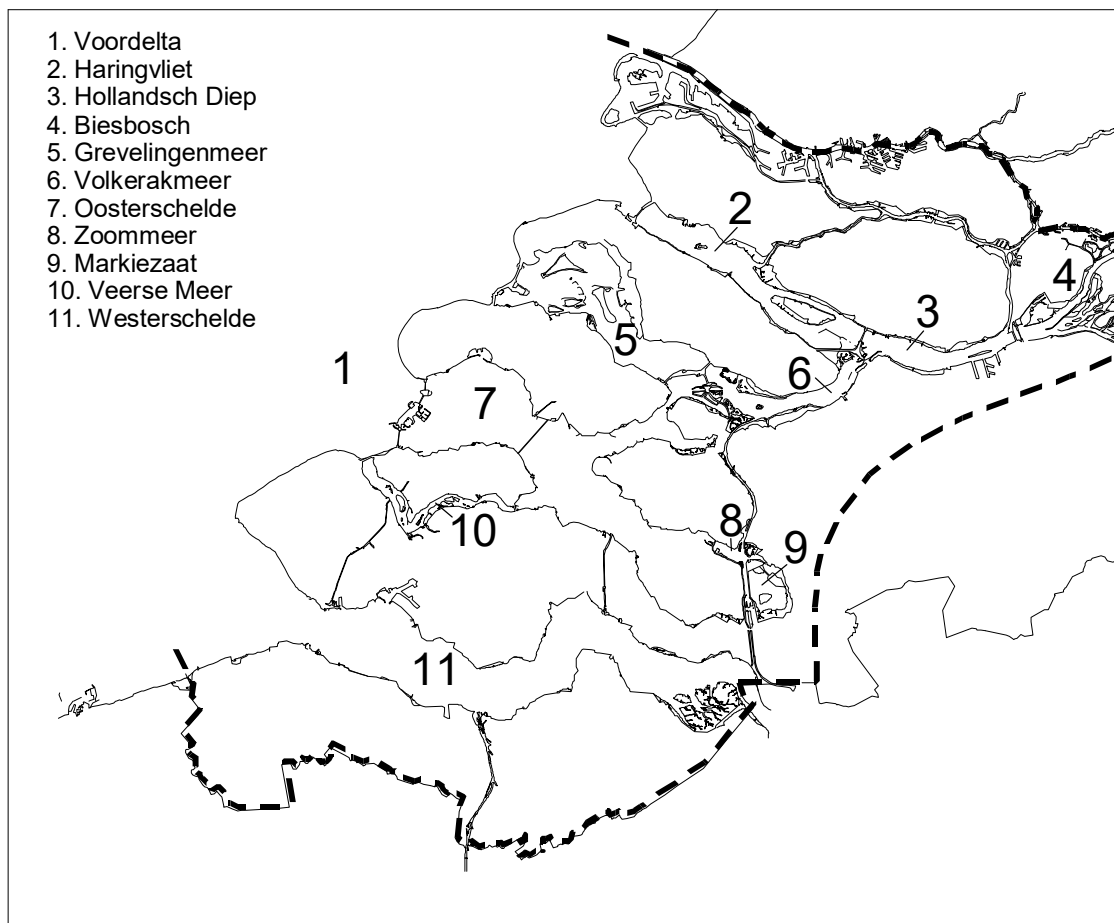 1. Voordelta
2. Haringvliet
3. Hollandsch Diep
4. Biesbosch
5. Grevelingenmeer
6. Volkerakmeer
7. Oosterschelde
8. Zoommeer
9. Markiezaat
10. Veerse Meer
11. Westerschelde
2
4
3
5
1
6
7
8
10
9
11